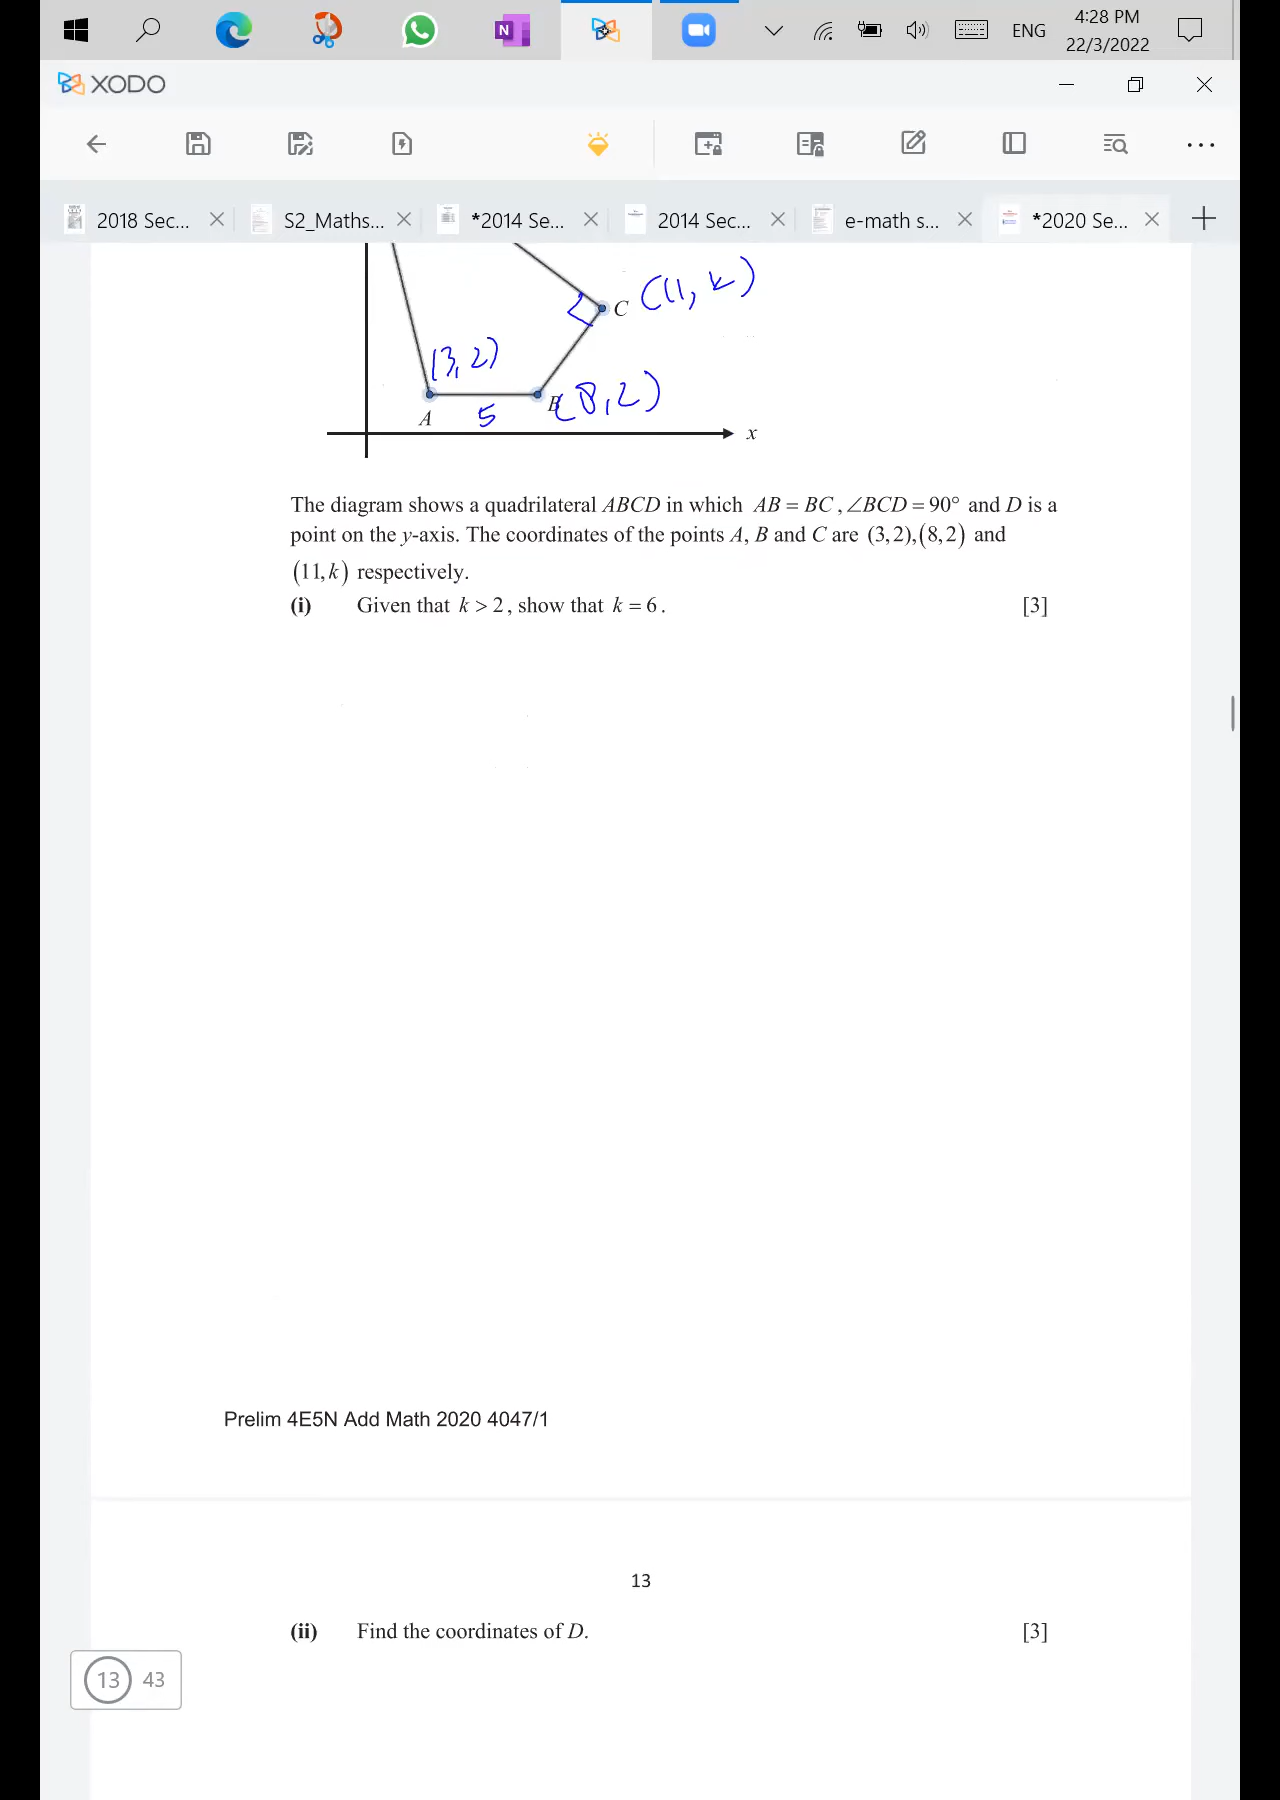 4:28 PM
ENG
22/3/2022
XODO
2018 Sec...
S2_Maths...
*2014 Se...
2014 Sec...
e-math s...
*2020 Se...
C (11, k)
(3, 2)
B (8, 2)
A
5
x
The diagram shows a quadrilateral ABCD in which AB = BC, ∠BCD = 90° and D is a
point on the y-axis. The coordinates of the points A, B and C are (3, 2), (8, 2) and
(11, k) respectively.
(i) Given that k > 2, show that k = 6. [3]
Prelim 4E5N Add Math 2020 4047/1
13
(ii) Find the coordinates of D. [3]
13 43